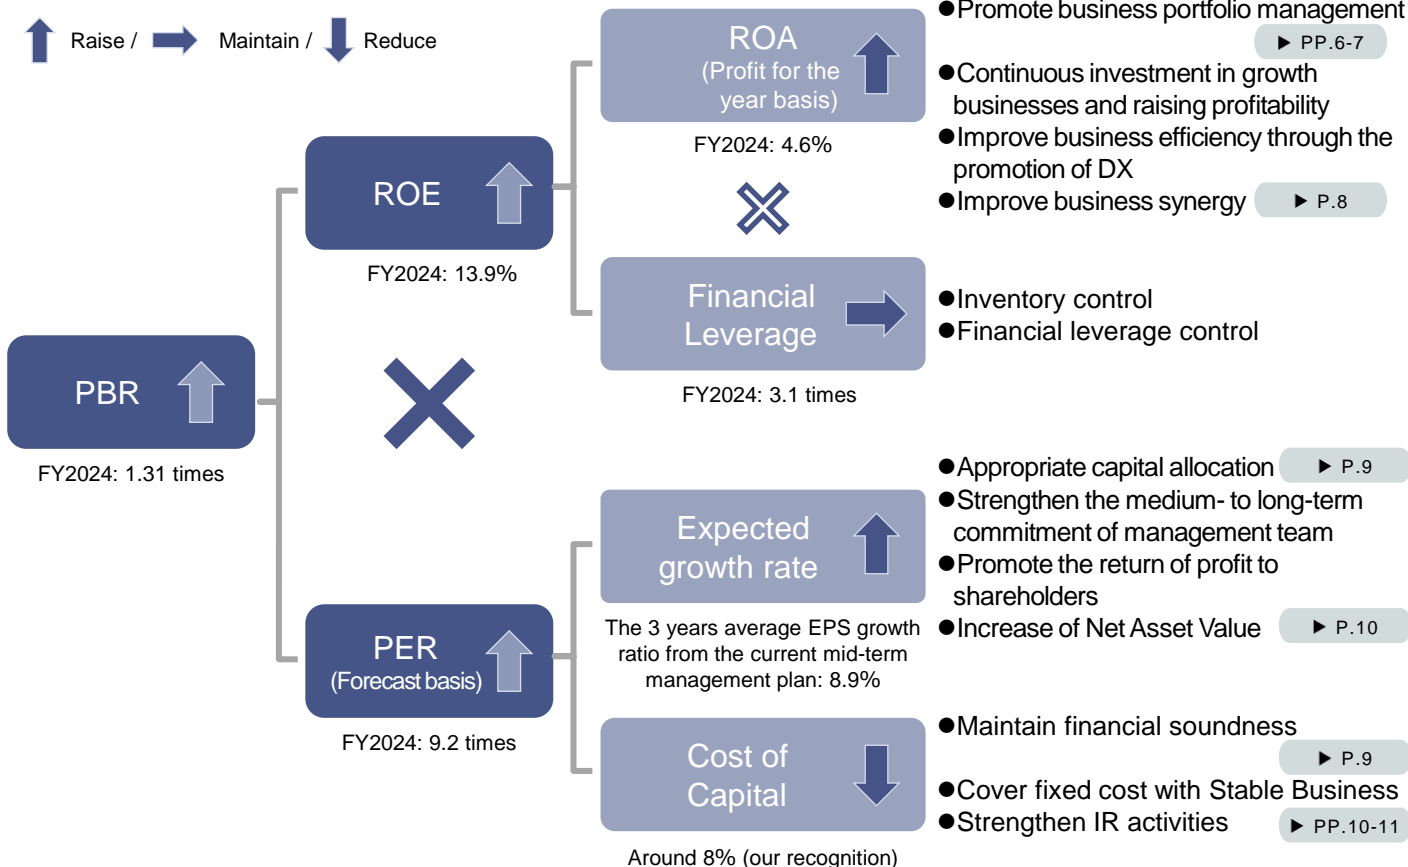 Raise / Maintain / Reduce
PBR
FY2024: 1.31 times
ROE
FY2024: 13.9%
PER
(Forecast basis)
FY2024: 9.2 times
ROA
(Profit for the
year basis)
FY2024: 4.6%
●Promote business portfolio management
▶ PP.6-7
●Continuous investment in growth
businesses and raising profitability
●Improve business efficiency through the
promotion of DX
●Improve business synergy ▶ P.8
Financial
Leverage
FY2024: 3.1 times
●Inventory control
●Financial leverage control
Expected
growth rate
The 3 years average EPS growth
ratio from the current mid-term
management plan: 8.9%
●Appropriate capital allocation ▶ P.9
●Strengthen the medium- to long-term
commitment of management team
●Promote the return of profit to
shareholders
●Increase of Net Asset Value ▶ P.10
Cost of
Capital
Around 8% (our recognition)
●Maintain financial soundness
▶ P.9
●Cover fixed cost with Stable Business
●Strengthen IR activities ▶ PP.10-11